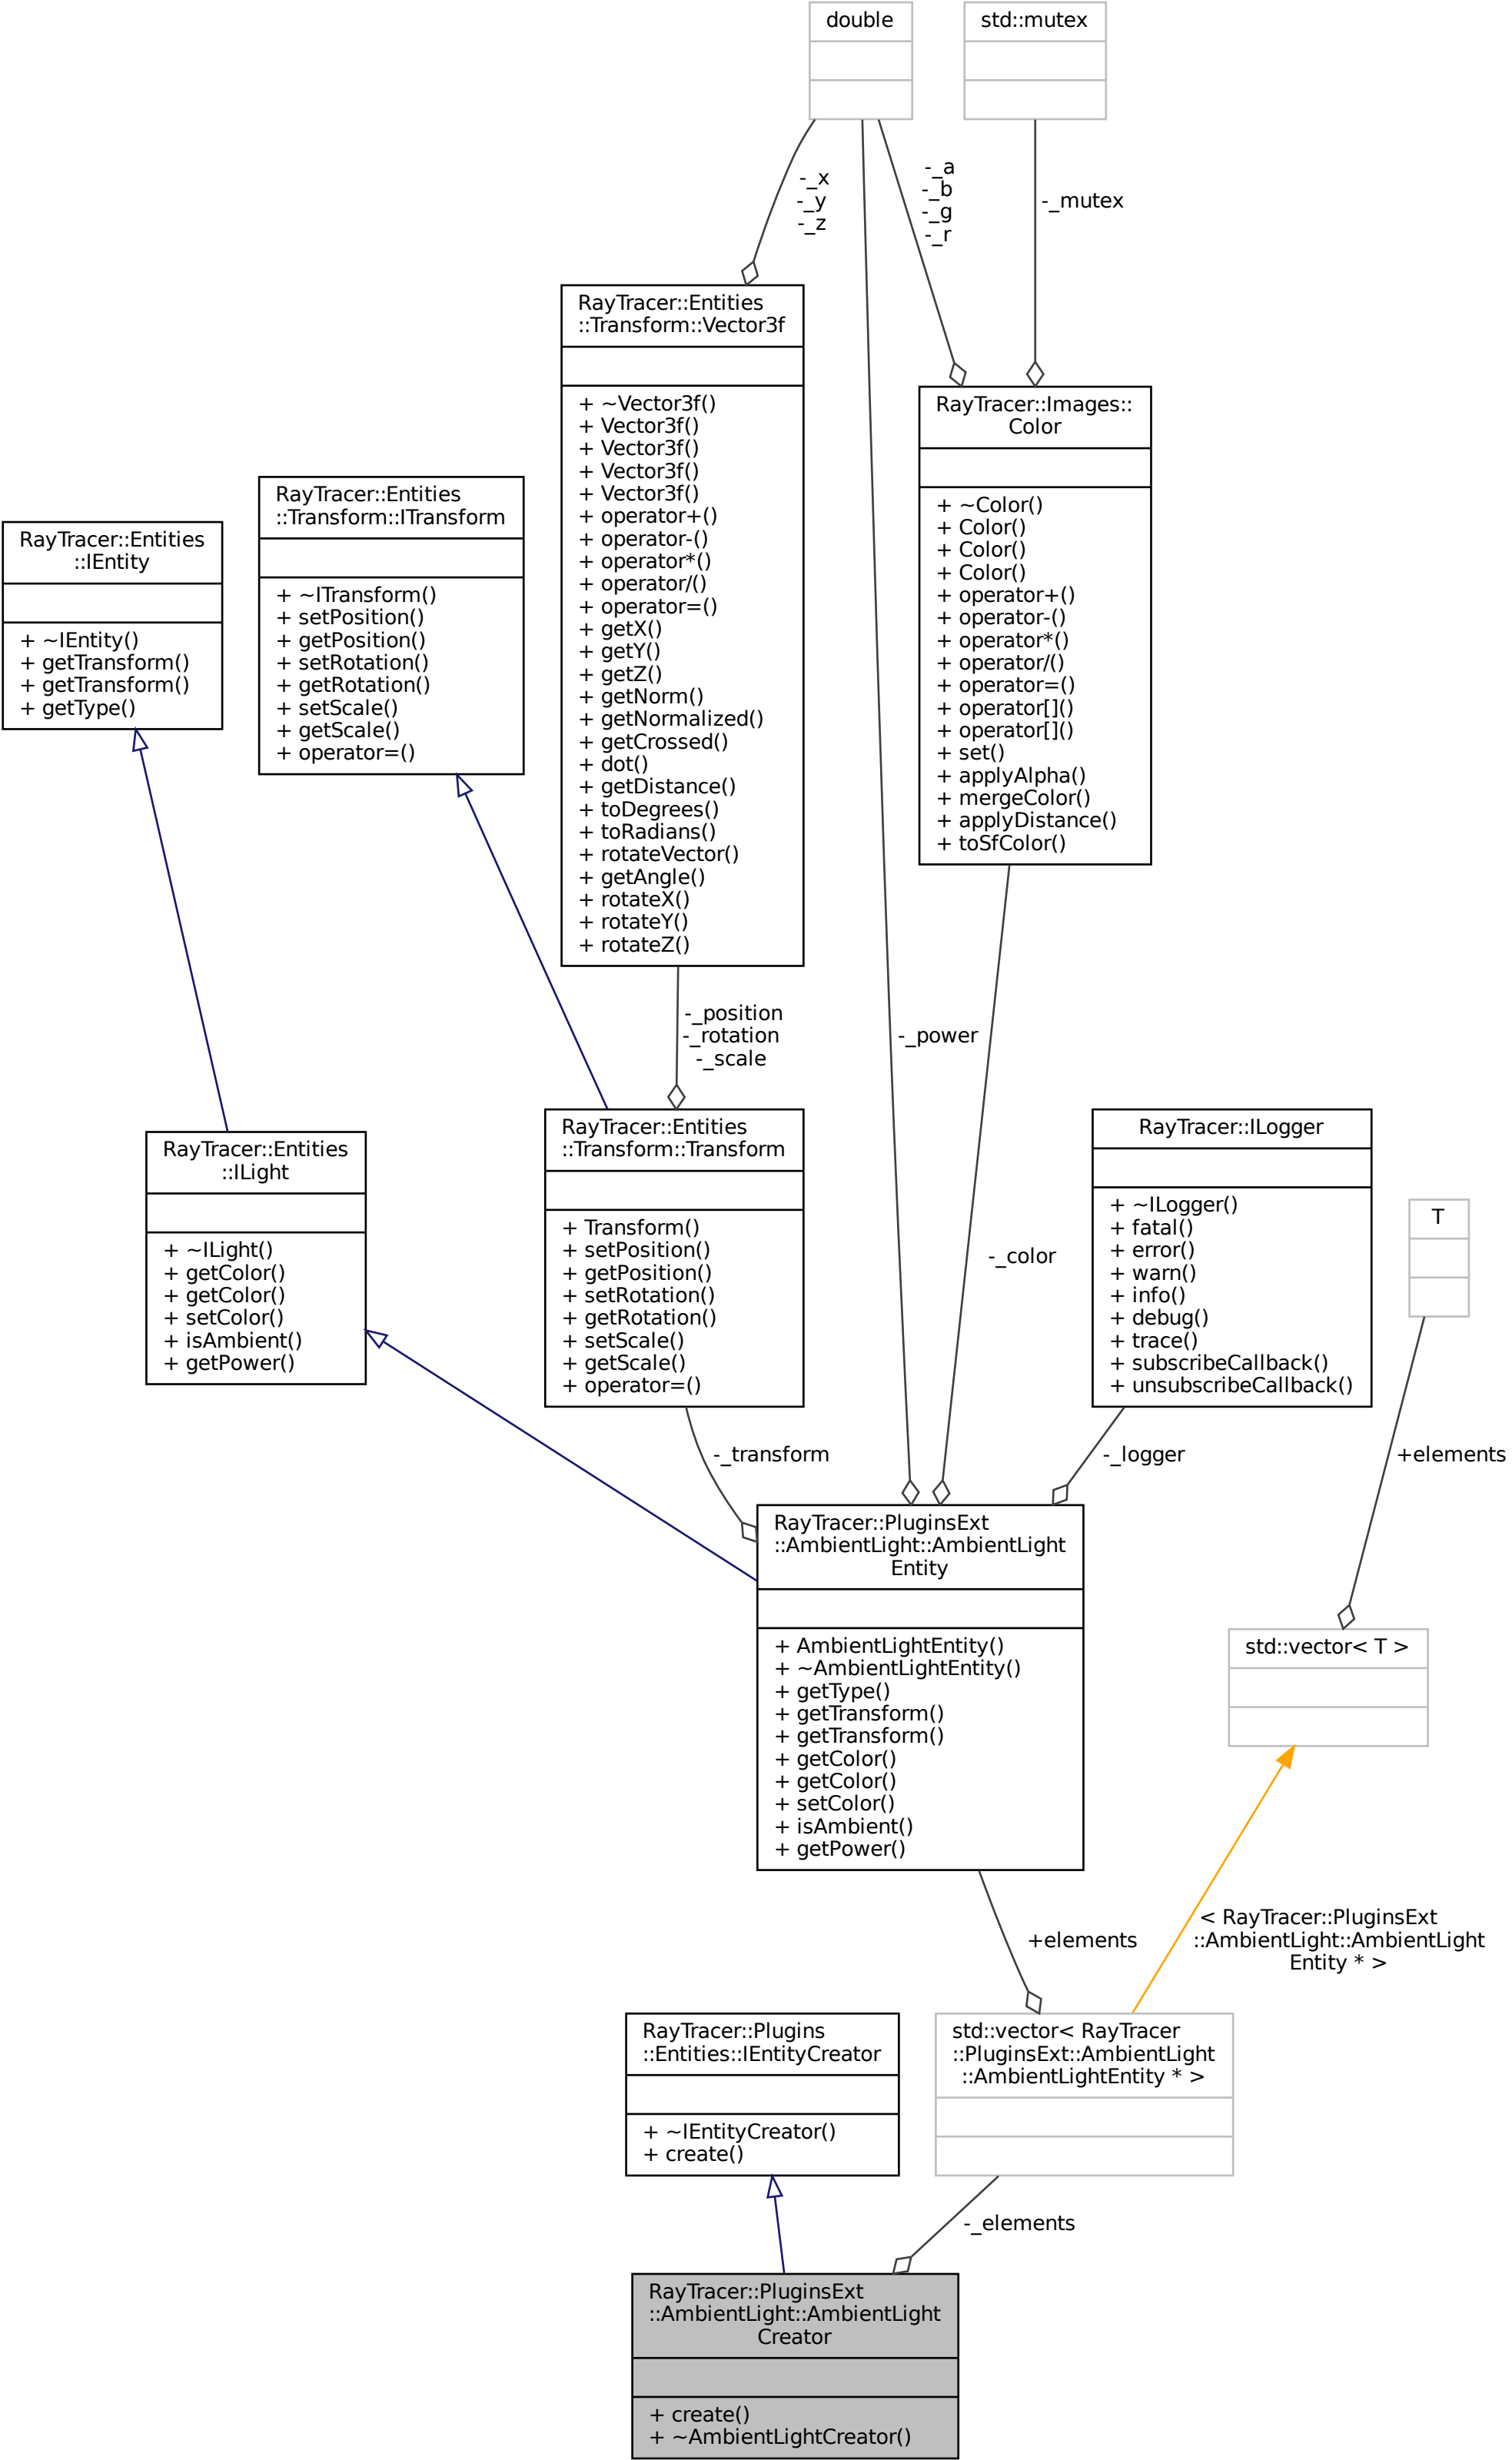 double
std::mutex
-_x
-_y
-_z
-_a
-_b
-_g
-_r
-_mutex
RayTracer::Entities
::Transform::Vector3f
+ ~Vector3f()
+ Vector3f()
+ Vector3f()
+ Vector3f()
+ Vector3f()
+ operator+()
+ operator-()
+ operator*()
+ operator/()
+ operator=()
+ getX()
+ getY()
+ getZ()
+ getNorm()
+ getNormalized()
+ getCrossed()
+ dot()
+ getDistance()
+ toDegrees()
+ toRadians()
+ rotateVector()
+ getAngle()
+ rotateX()
+ rotateY()
+ rotateZ()
RayTracer::Images::
Color
+ ~Color()
+ Color()
+ Color()
+ Color()
+ operator+()
+ operator-()
+ operator*()
+ operator/()
+ operator=()
+ operator[]()
+ operator[]()
+ set()
+ applyAlpha()
+ mergeColor()
+ applyDistance()
+ toSfColor()
RayTracer::Entities
::Transform::ITransform
+ ~ITransform()
+ setPosition()
+ getPosition()
+ setRotation()
+ getRotation()
+ setScale()
+ getScale()
+ operator=()
RayTracer::Entities
::IEntity
+ ~IEntity()
+ getTransform()
+ getTransform()
+ getType()
-_position
-_rotation
-_scale
-_power
RayTracer::Entities
::ILight
+ ~ILight()
+ getColor()
+ getColor()
+ setColor()
+ isAmbient()
+ getPower()
RayTracer::Entities
::Transform::Transform
+ Transform()
+ setPosition()
+ getPosition()
+ setRotation()
+ getRotation()
+ setScale()
+ getScale()
+ operator=()
-_color
RayTracer::ILogger
+ ~ILogger()
+ fatal()
+ error()
+ warn()
+ info()
+ debug()
+ trace()
+ subscribeCallback()
+ unsubscribeCallback()
T
-_transform
-_logger
+elements
RayTracer::PluginsExt
::AmbientLight::AmbientLight
Entity
+ AmbientLightEntity()
+ ~AmbientLightEntity()
+ getType()
+ getTransform()
+ getTransform()
+ getColor()
+ getColor()
+ setColor()
+ isAmbient()
+ getPower()
std::vector< T >
+elements
< RayTracer::PluginsExt
::AmbientLight::AmbientLight
Entity * >
RayTracer::Plugins
::Entities::IEntityCreator
+ ~IEntityCreator()
+ create()
std::vector< RayTracer
::PluginsExt::AmbientLight
::AmbientLightEntity * >
-_elements
RayTracer::PluginsExt
::AmbientLight::AmbientLight
Creator
+ create()
+ ~AmbientLightCreator()